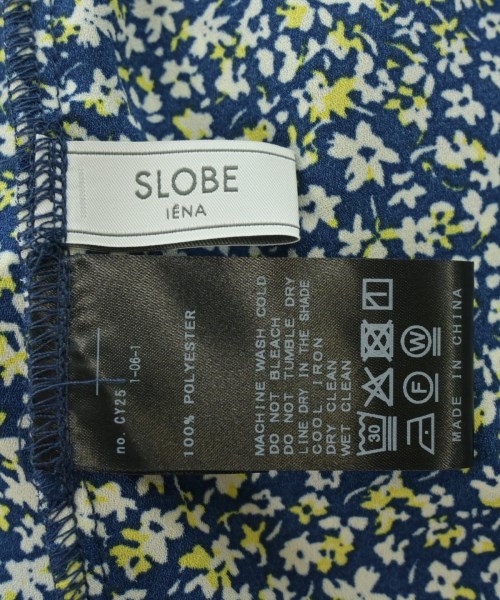 SLOBE
IÉNA
no. CY25 1-06-1
100% POLYESTER
MACHINE WASH COLD
DO NOT BLEACH
DO NOT TUMBLE DRY
LINE DRY IN THE SHADE
COOL IRON
DRY CLEAN
WET CLEAN
30
F
W
MADE IN CHINA